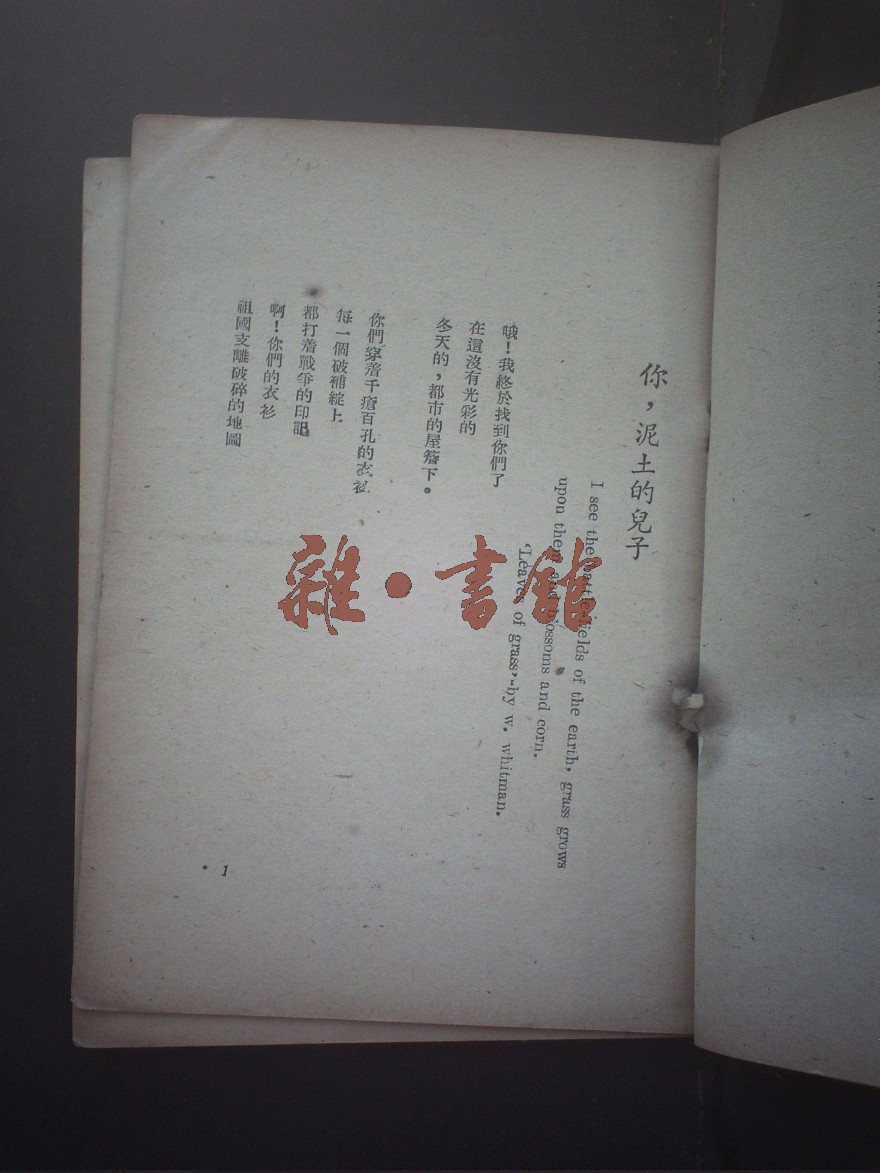 你，泥土的兒子
I see the battle-fields of the earth, grass grows
upon them and blossoms and corn.
‘Leaves of grass,-by w. whitman.
哦！我終於找到你們了
在這沒有光彩的
冬天的，都市的屋簷下。
你們穿着千瘡百孔的衣衫
每一個破補綻上
都打着戰爭的印記
啊！你們的衣衫
祖國支離破碎的地圖
• 1
雜•書館